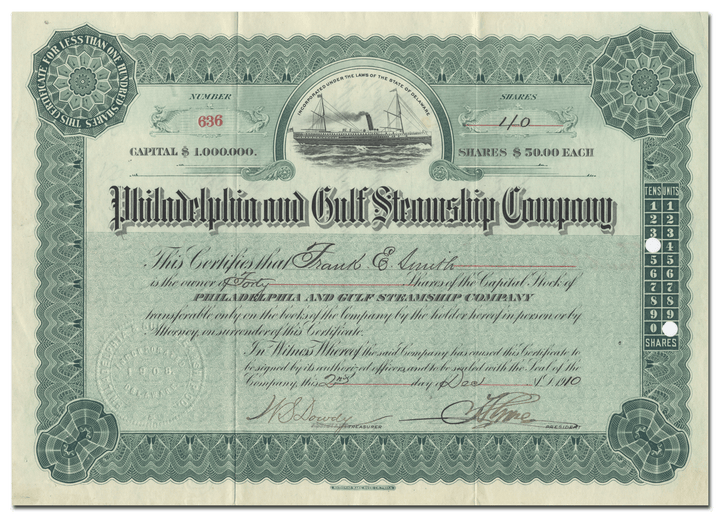 THIS CERTIFICATE FOR LESS THAN ONE HUNDRED SHARES
INCORPORATED UNDER THE LAWS OF THE STATE OF DELAWARE
NUMBER
636
SHARES
40
CAPITAL $ 1.000.000.
SHARES $ 50.00 EACH
Philadelphia and Gulf Steamship Company
This Certifies that Frank E. Smith
is the owner of Forty Shares of the Capital Stock of
PHILADELPHIA AND GULF STEAMSHIP COMPANY
transferable only on the books of the Company by the holder hereof in person or by
Attorney, on surrender of this Certificate.
In Witness Whereof the said Company has caused this Certificate to
be signed by its authorized officers, and to be sealed with the Seal of the
Company, this 2nd day of Dec A.D. 1910
W S Dowdy
TREASURER
PRESIDENT
TENS UNITS
1 1
2 2
3 3
4
5 5
6 6
7 7
8 8
9 9
0
SHARES